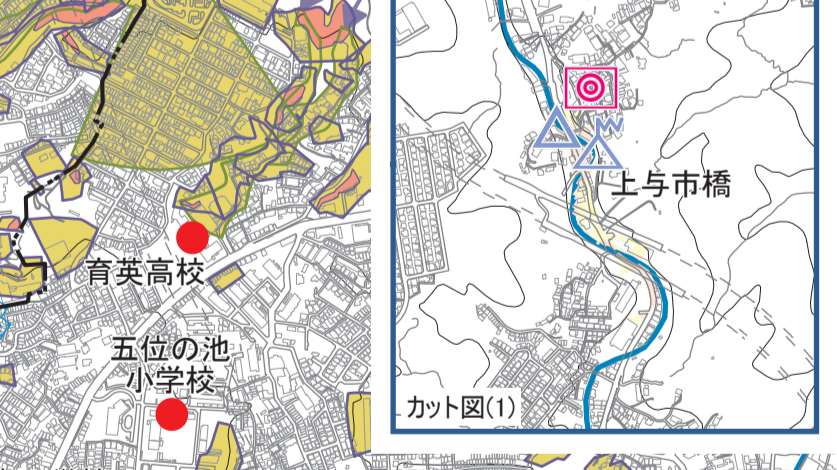 育英高校
五位の池
小学校
上与市橋
カット図(1)